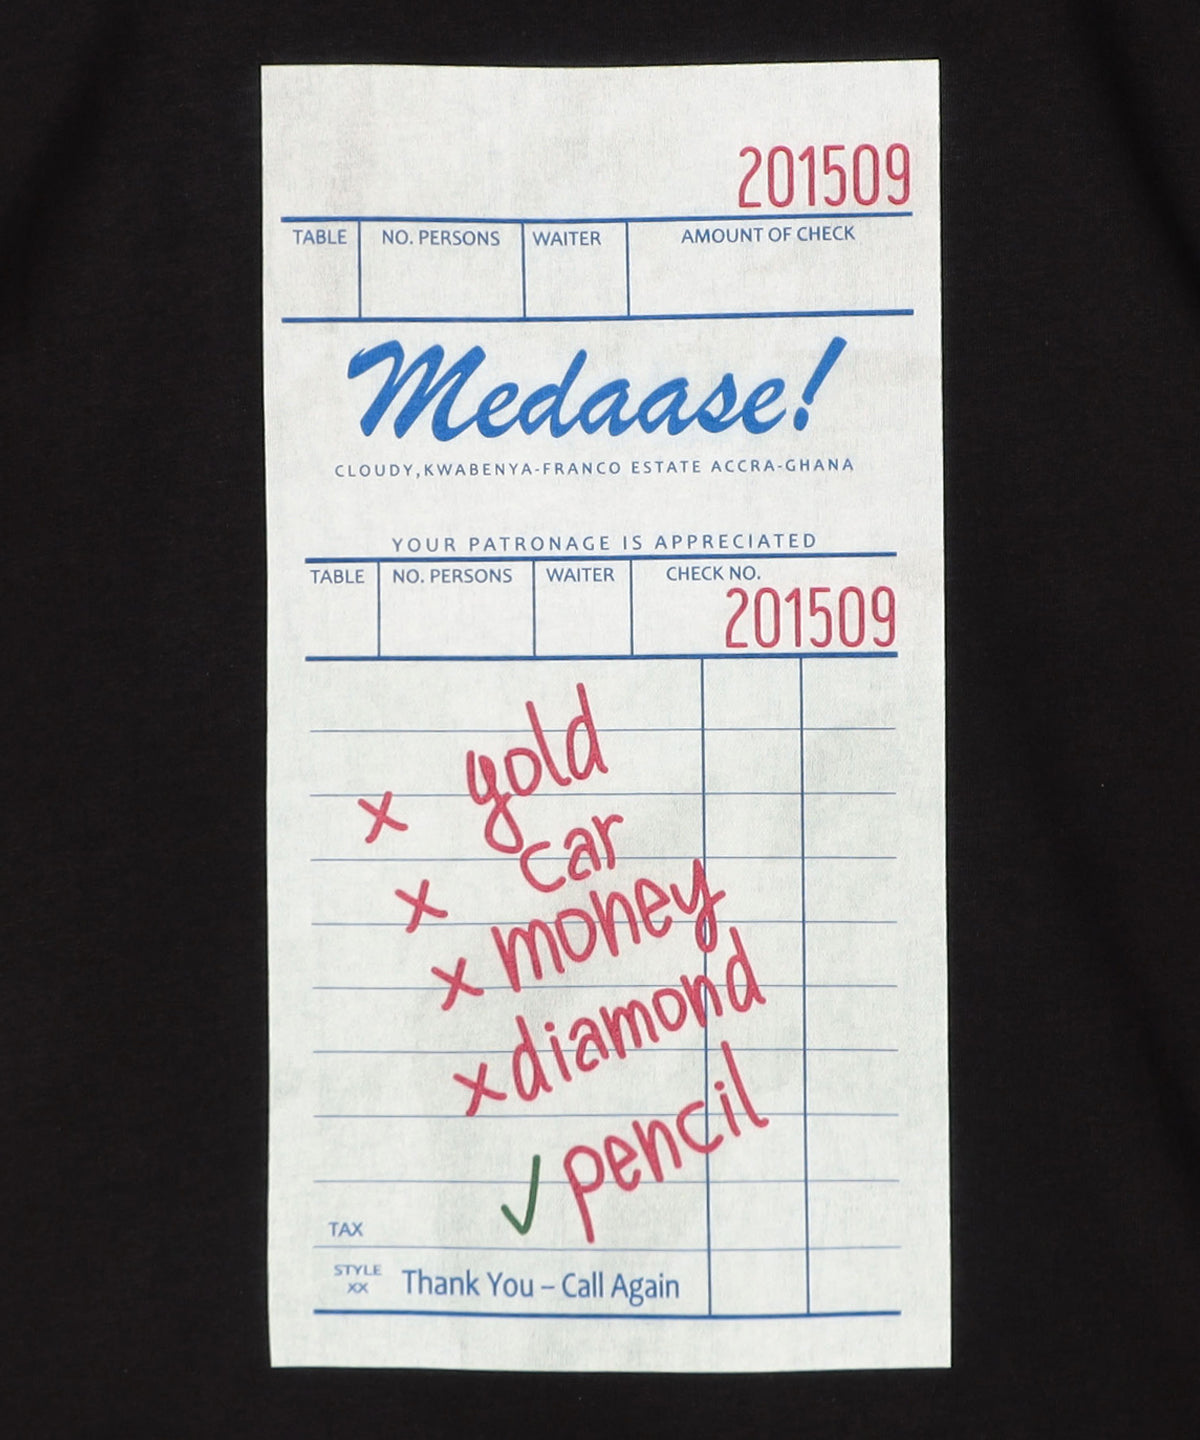 201509
TABLE NO. PERSONS WAITER AMOUNT OF CHECK
Medaase!
CLOUDY,KWABENYA-FRANCO ESTATE ACCRA-GHANA
YOUR PATRONAGE IS APPRECIATED
TABLE NO. PERSONS WAITER CHECK NO.
201509
x gold
x car
x money
x diamond
✓ pencil
TAX
STYLE
XX
Thank You – Call Again